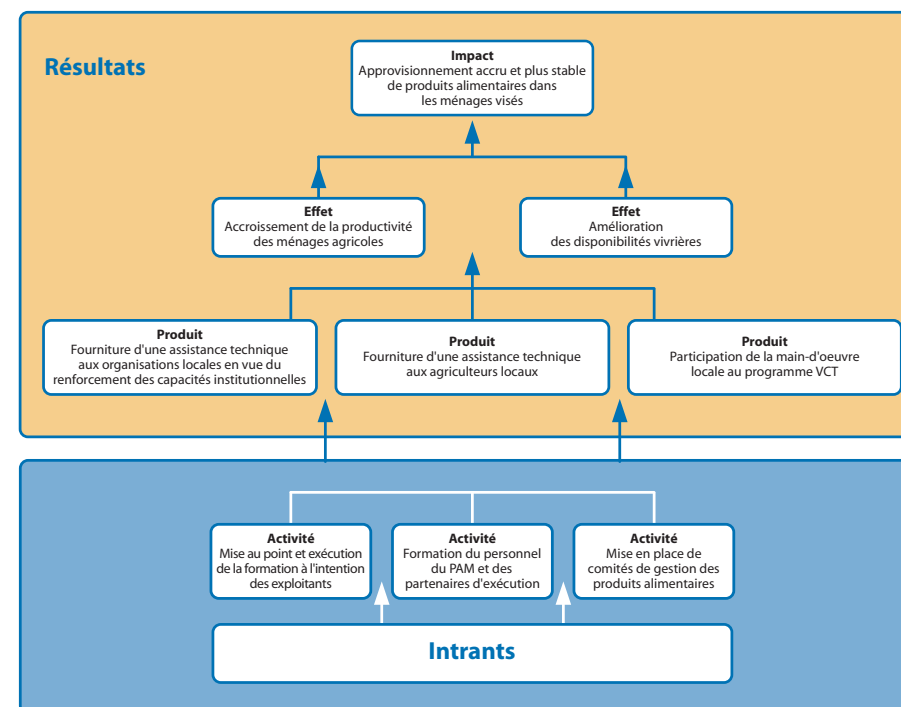 Résultats
Impact
Approvisionnement accru et plus stable
de produits alimentaires dans
les ménages visés
Effet
Accroissement de la productivité
des ménages agricoles
Effet
Amélioration
des disponibilités vivrières
Produit
Fourniture d'une assistance technique
aux organisations locales en vue du
renforcement des capacités institutionnelles
Produit
Fourniture d'une assistance technique
aux agriculteurs locaux
Produit
Participation de la main-d'oeuvre
locale au programme VCT
Activité
Mise au point et exécution
de la formation à l'intention
des exploitants
Activité
Formation du personnel
du PAM et des
partenaires d'exécution
Activité
Mise en place de
comités de gestion des
produits alimentaires
Intrants